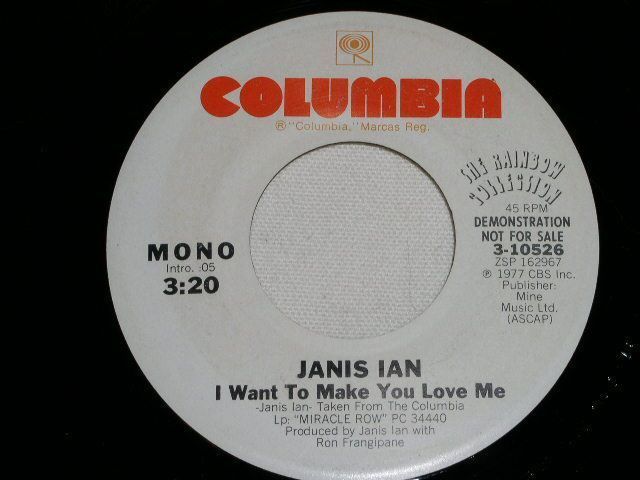 COLUMBIA
® "Columbia," Marcas Reg.
THE RAINBOW
COLLECTION
45 RPM
DEMONSTRATION
NOT FOR SALE
3-10526
ZSP 162967
℗ 1977 CBS Inc.
Publisher:
Mine
Music Ltd.
(ASCAP)
MONO
Intro. :05
3:20
JANIS IAN
I Want To Make You Love Me
-Janis Ian- Taken From The Columbia
Lp: "MIRACLE ROW" PC 34440
Produced by Janis Ian with
Ron Frangipane